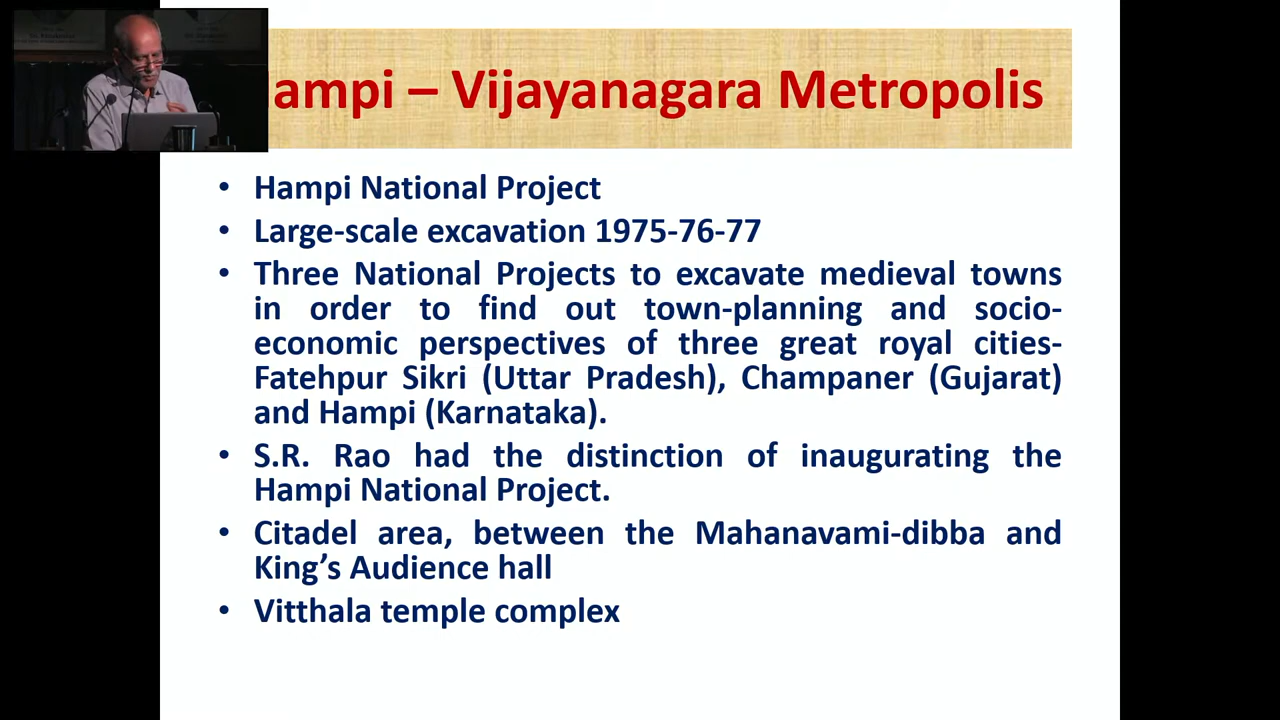 ampi – Vijayanagara Metropolis
• Hampi National Project
• Large-scale excavation 1975-76-77
• Three National Projects to excavate medieval towns
in order to find out town-planning and socio-
economic perspectives of three great royal cities-
Fatehpur Sikri (Uttar Pradesh), Champaner (Gujarat)
and Hampi (Karnataka).
• S.R. Rao had the distinction of inaugurating the
Hampi National Project.
• Citadel area, between the Mahanavami-dibba and
King’s Audience hall
• Vitthala temple complex